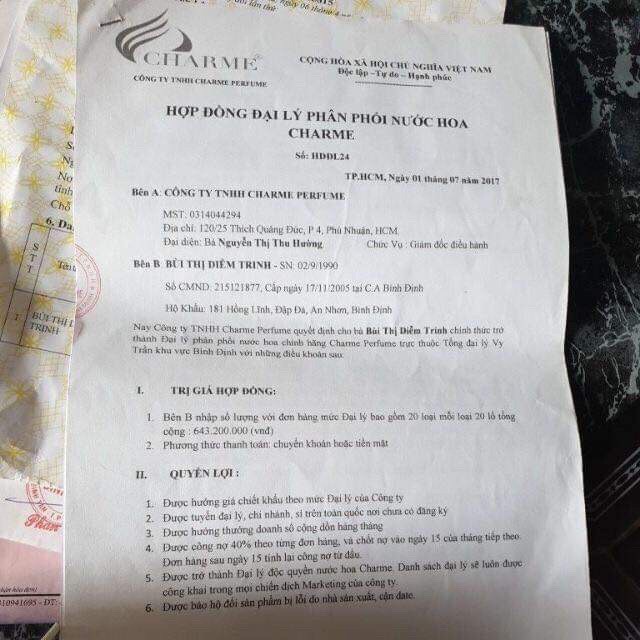 CHARME
CÔNG TY TNHH CHARME PERFUME
CỘNG HÒA XÃ HỘI CHỦ NGHĨA VIỆT NAM
Độc lập -Tự do – Hạnh phúc
HỢP ĐỒNG ĐẠI LÝ PHÂN PHỐI NƯỚC HOA
CHARME
Số: HDĐL24
TP.HCM, Ngày 01 tháng 07 năm 2017
Bên A: CÔNG TY TNHH CHARME PERFUME
MST: 0314044294
Địa chỉ: 120/25 Thích Quảng Đức, P 4, Phú Nhuận, HCM
Đại diện: Bà Nguyễn Thị Thu Hường Chức Vụ : Giám đốc điều hành
Bên B: BÙI THỊ DIỄM TRINH - SN: 02/9/1990
Số CMND: 215121877, Cấp ngày 17/11/2005 tại C.A Bình Định
Hộ Khẩu: 181 Hồng Lĩnh, Đập Đá, An Nhơn, Bình Định
Nay Công ty TNHH Charme Perfume quyết định cho bà Bùi Thị Diễm Trinh chính thức trở
thành Đại lý phân phối nước hoa chính hãng Charme Perfume trực thuộc Tổng đại lý Vy
Trần khu vực Bình Định với những điều khoản sau:
I. TRỊ GIÁ HỢP ĐỒNG:
1. Bên B nhập số lượng với đơn hàng mức Đại lý bao gồm 20 loại mỗi loại 20 lô tổng
cộng : 643.200.000 (vnđ)
2. Phương thức thanh toán: chuyển khoản hoặc tiền mặt
II. QUYỀN LỢI :
1. Được hưởng giá chiết khấu theo mức Đại lý của Công ty
2. Được tuyển đại lý, chi nhánh, sỉ trên toàn quốc nơi chưa có đăng ký
3. Được hưởng thưởng doanh số cộng dồn hàng tháng
4. Được công nợ 40% theo từng đơn hàng, và chốt nợ vào ngày 15 của tháng tiếp theo.
Đơn hàng sau ngày 15 tính lại công nợ từ đầu.
5. Được trở thành Đại lý độc quyền nước hoa Charme. Danh sách đại lý sẽ luôn được
công khai trong mọi chiến dịch Marketing của công ty.
6. Được bảo hộ đổi sản phẩm bị lỗi do nhà sản xuất, cận date.
6. Da
S
T
T
1 BÙI THỊ
TRINH
0310941695 - ĐT: